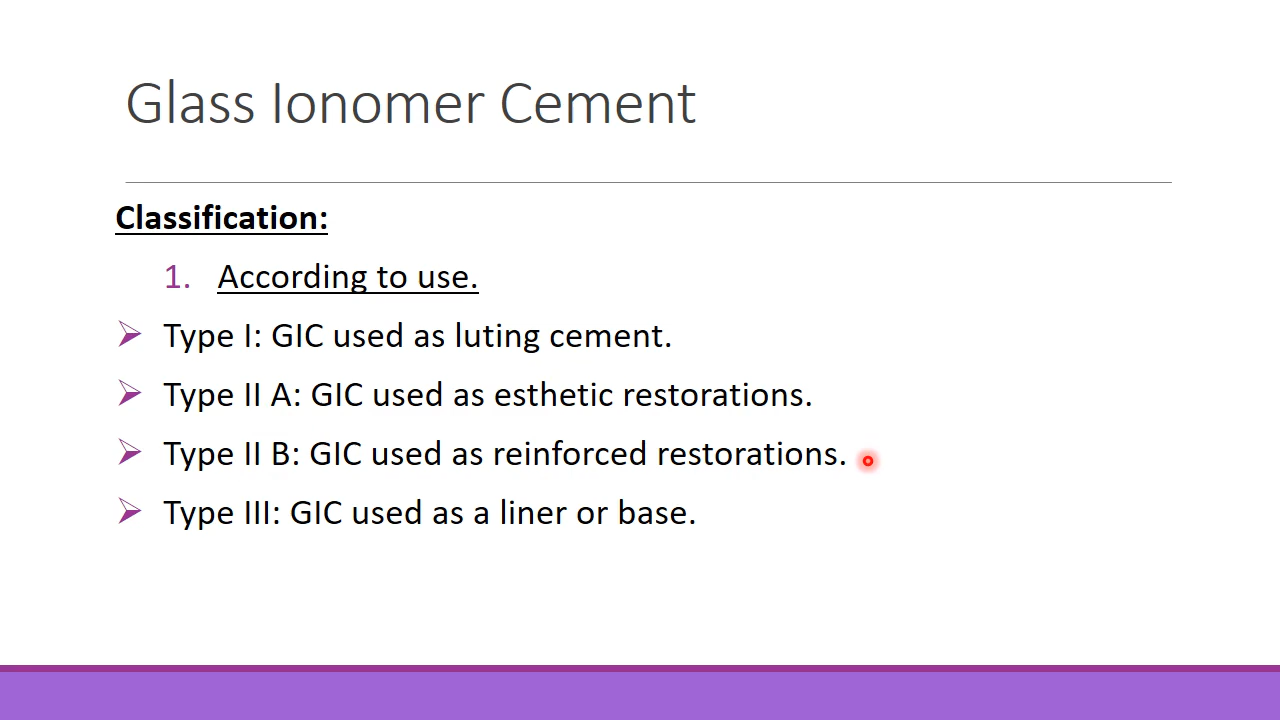 Glass Ionomer Cement
Classification:
1. According to use.
Type I: GIC used as luting cement.
Type II A: GIC used as esthetic restorations.
Type II B: GIC used as reinforced restorations.
Type III: GIC used as a liner or base.